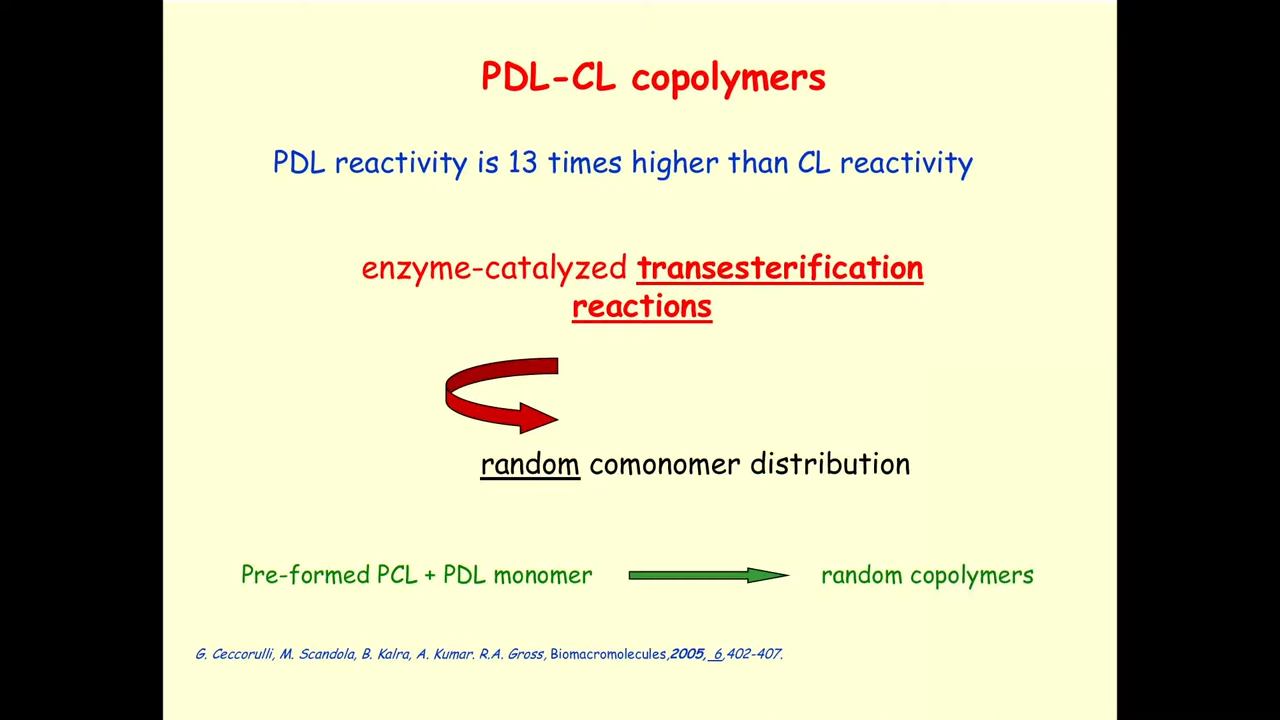 PDL-CL copolymers
PDL reactivity is 13 times higher than CL reactivity
enzyme-catalyzed transesterification
reactions
random comonomer distribution
Pre-formed PCL + PDL monomer random copolymers
G. Ceccorulli, M. Scandola, B. Kalra, A. Kumar. R.A. Gross, Biomacromolecules,2005, 6,402-407.